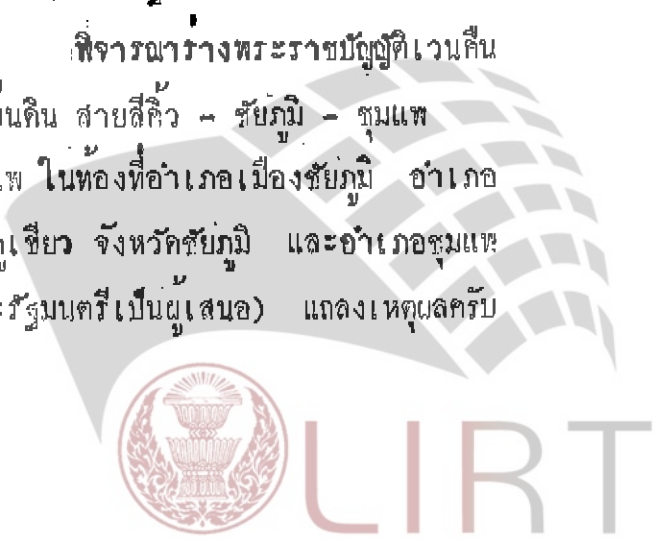 พิจารณาร่างพระราชบัญญัติเวนคืน
นดิน สายสีคิ้ว - ชัยภูมิ - ชุมแพ
พ ในท้องที่อำเภอเมืองชัยภูมิ อำเภอ
เขียว จังหวัดชัยภูมิ และอำเภอชุมแพ
รัฐมนตรีเป็นผู้เสนอ) แถลงเหตุผลครับ
LIRT